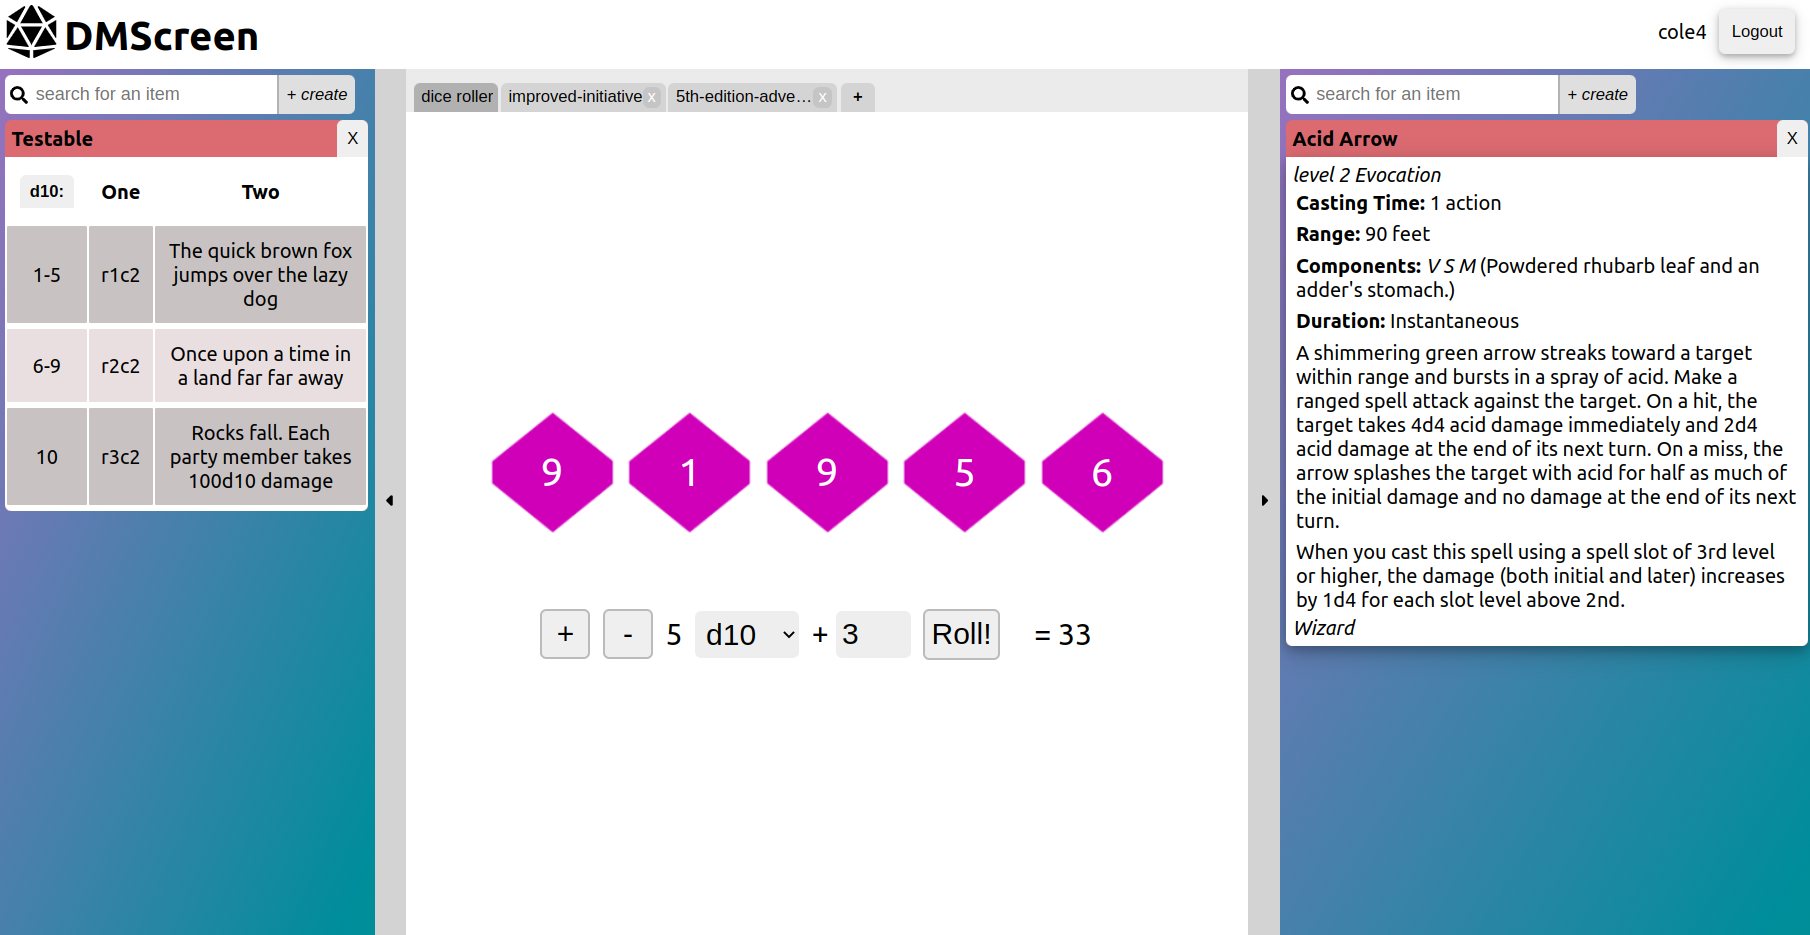 DMScreen
cole4
Logout
search for an item
+ create
Testable
X
d10:
One
Two
1-5
r1c2
The quick brown fox
jumps over the lazy
dog
6-9
r2c2
Once upon a time in
a land far far away
10
r3c2
Rocks fall. Each
party member takes
100d10 damage
dice roller
improved-initiative x
5th-edition-adve... x
+
9
1
9
5
6
+
-
5
d10
+
3
Roll!
= 33
search for an item
+ create
Acid Arrow
X
level 2 Evocation
Casting Time: 1 action
Range: 90 feet
Components: V S M (Powdered rhubarb leaf and an
adder's stomach.)
Duration: Instantaneous
A shimmering green arrow streaks toward a target
within range and bursts in a spray of acid. Make a
ranged spell attack against the target. On a hit, the
target takes 4d4 acid damage immediately and 2d4
acid damage at the end of its next turn. On a miss, the
arrow splashes the target with acid for half as much of
the initial damage and no damage at the end of its next
turn.
When you cast this spell using a spell slot of 3rd level
or higher, the damage (both initial and later) increases
by 1d4 for each slot level above 2nd.
Wizard